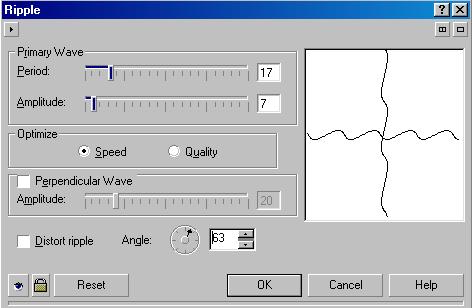 Ripple
Primary Wave
Period: 17
Amplitude: 7
Optimize
Speed Quality
Perpendicular Wave
Amplitude: 20
Distort ripple Angle: 63
Reset OK Cancel Help